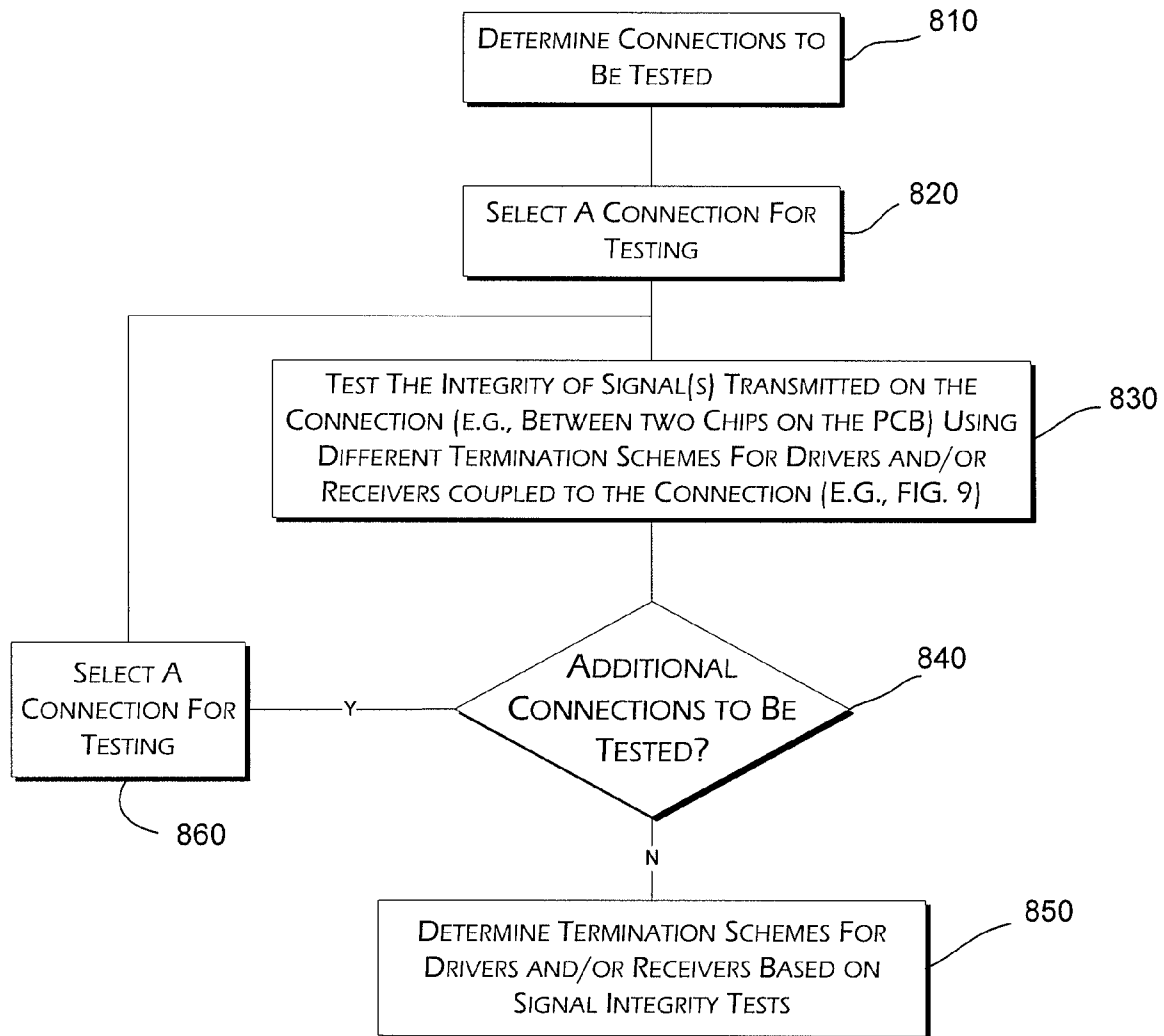 810
DETERMINE CONNECTIONS TO
BE TESTED
820
SELECT A CONNECTION FOR
TESTING
830
TEST THE INTEGRITY OF SIGNAL(S) TRANSMITTED ON THE
CONNECTION (E.G., BETWEEN TWO CHIPS ON THE PCB) USING
DIFFERENT TERMINATION SCHEMES FOR DRIVERS AND/OR
RECEIVERS COUPLED TO THE CONNECTION (E.G., FIG. 9)
840
ADDITIONAL
CONNECTIONS TO BE
TESTED?
Y
SELECT A
CONNECTION FOR
TESTING
860
N
850
DETERMINE TERMINATION SCHEMES FOR
DRIVERS AND/OR RECEIVERS BASED ON
SIGNAL INTEGRITY TESTS